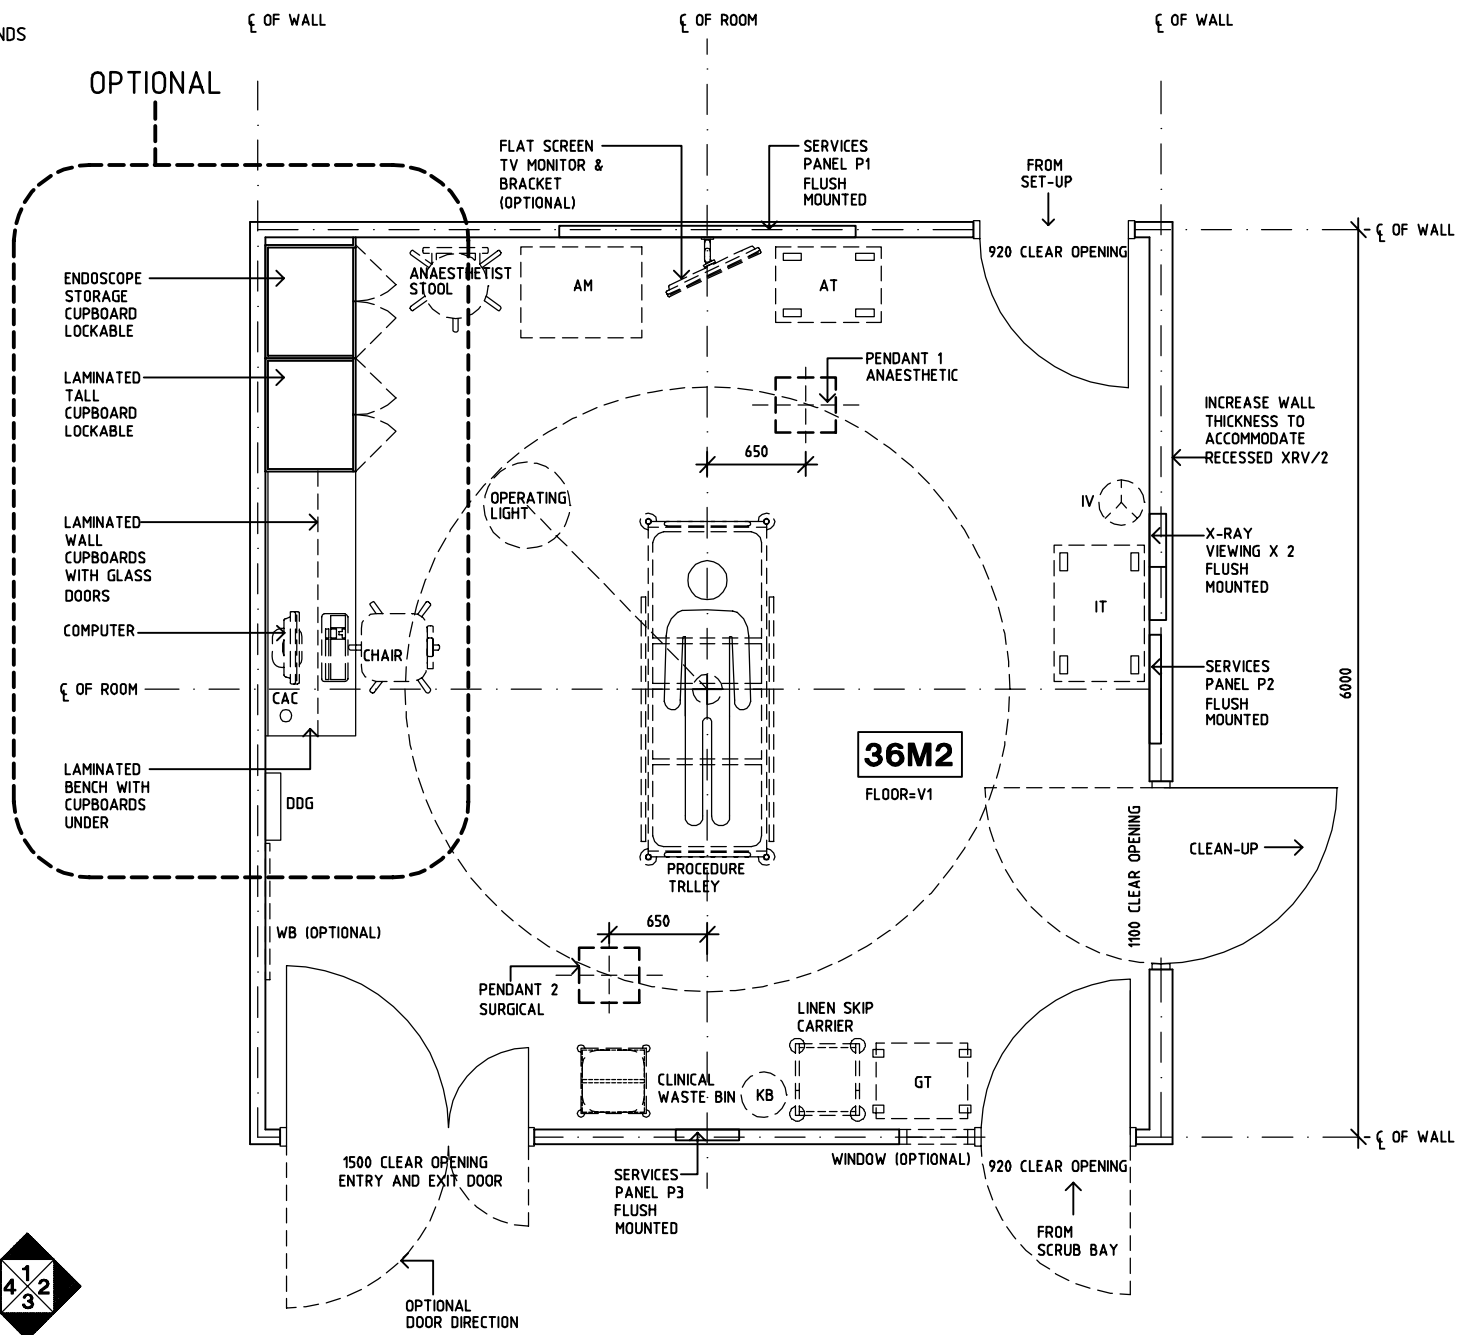 ℄ OF WALL
℄ OF ROOM
℄ OF WALL
NDS
OPTIONAL
FLAT SCREEN
TV MONITOR &
BRACKET
(OPTIONAL)
SERVICES
PANEL P1
FLUSH
MOUNTED
FROM
SET-UP
℄ OF WALL
920 CLEAR OPENING
ENDOSCOPE
STORAGE
CUPBOARD
LOCKABLE
ANAESTHETIST
STOOL
AM
AT
LAMINATED
TALL
CUPBOARD
LOCKABLE
PENDANT 1
ANAESTHETIC
INCREASE WALL
THICKNESS TO
ACCOMMODATE
RECESSED XRV/2
650
OPERATING
LIGHT
IV
LAMINATED
WALL
CUPBOARDS
WITH GLASS
DOORS
X-RAY
VIEWING X 2
FLUSH
MOUNTED
IT
COMPUTER
CHAIR
SERVICES
PANEL P2
FLUSH
MOUNTED
6000
℄ OF ROOM
CAC
36M2
FLOOR=V1
LAMINATED
BENCH WITH
CUPBOARDS
UNDER
DDG
1100 CLEAR OPENING
CLEAN-UP
PROCEDURE
TRLLEY
650
WB (OPTIONAL)
PENDANT 2
SURGICAL
LINEN SKIP
CARRIER
CLINICAL
WASTE BIN
KB
GT
℄ OF WALL
1500 CLEAR OPENING
ENTRY AND EXIT DOOR
SERVICES
PANEL P3
FLUSH
MOUNTED
WINDOW (OPTIONAL)
920 CLEAR OPENING
FROM
SCRUB BAY
1
4 2
3
OPTIONAL
DOOR DIRECTION